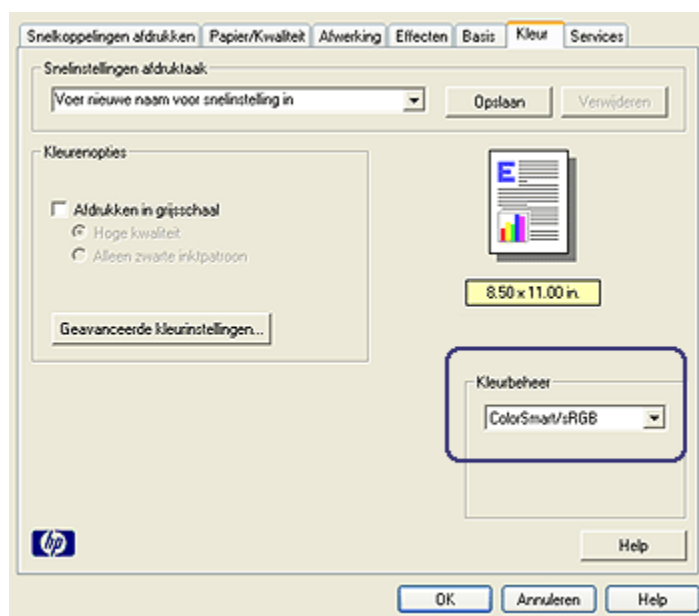 Snelkoppelingen afdrukken Papier/Kwaliteit Afwerking Effecten Basis Kleur Services
Snelinstellingen afdruktaak
Voer nieuwe naam voor snelinstelling in Opslaan Verwijderen
Kleurenopties
Afdrukken in grijsschaal
Hoge kwaliteit
Alleen zwarte inktpatroon
E
8.50 x 11.00 in.
Geavanceerde kleurinstellingen...
Kleurbeheer
ColorSmart/sRGB
hp
Help
OK Annuleren Help